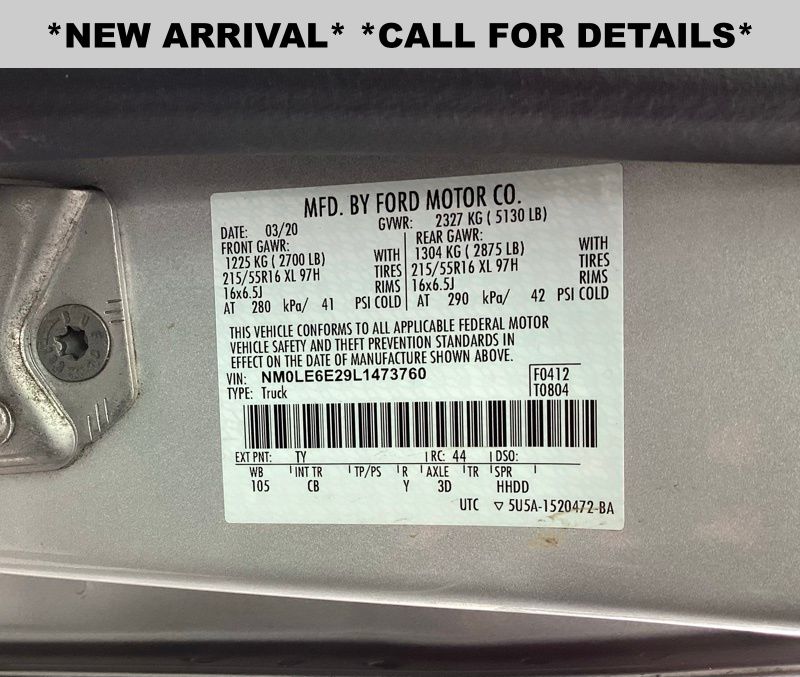 *NEW ARRIVAL* *CALL FOR DETAILS*
MFD. BY FORD MOTOR CO.
DATE: 03/20 GVWR: 2327 KG ( 5130 LB)
FRONT GAWR: REAR GAWR:
1225 KG ( 2700 LB) WITH 1304 KG ( 2875 LB) WITH
215/55R16 XL 97H TIRES 215/55R16 XL 97H TIRES
16x6.5J RIMS 16x6.5J RIMS
AT 280 kPa/ 41 PSI COLD AT 290 kPa/ 42 PSI COLD
THIS VEHICLE CONFORMS TO ALL APPLICABLE FEDERAL MOTOR
VEHICLE SAFETY AND THEFT PREVENTION STANDARDS IN
EFFECT ON THE DATE OF MANUFACTURE SHOWN ABOVE.
VIN: NM0LE6E29L1473760 F0412
TYPE: Truck T0804
EXT PNT: TY RC: 44 DSO:
WB INT TR TP/PS R AXLE TR SPR
105 CB Y 3D HHDD
UTC ▽ 5U5A-1520472-BA